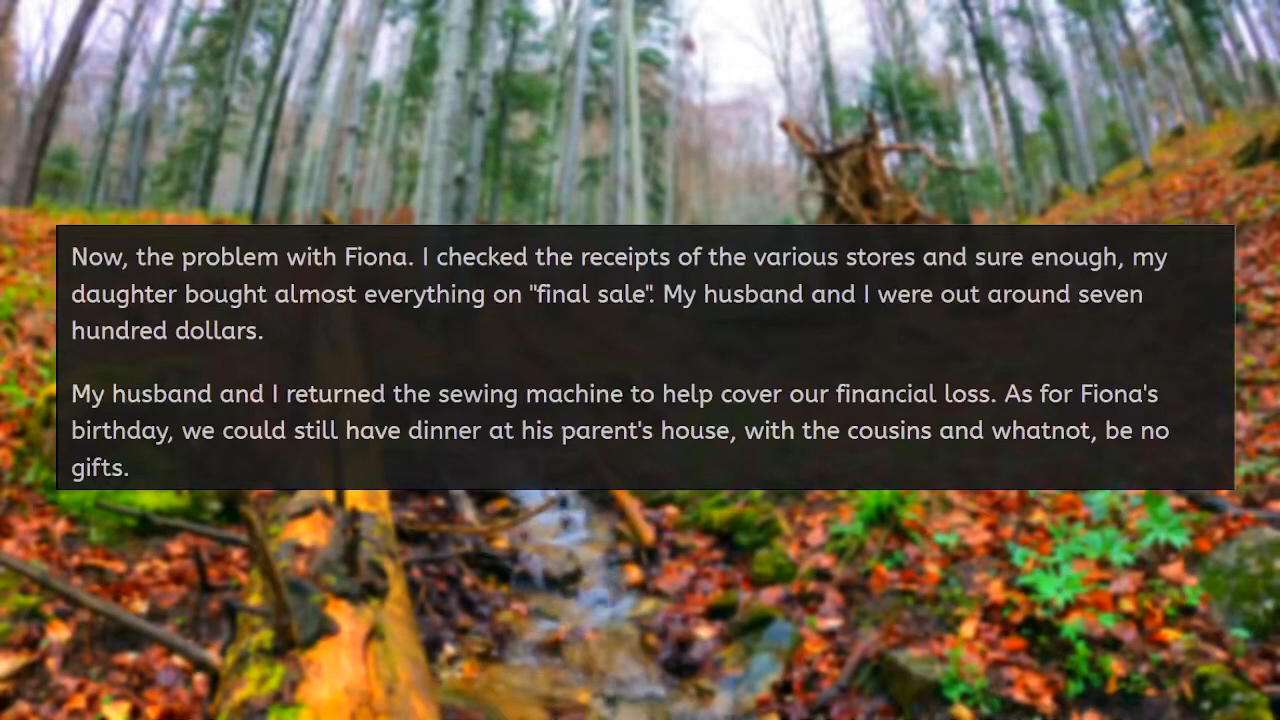 Now, the problem with Fiona. I checked the receipts of the various stores and sure enough, my
daughter bought almost everything on "final sale". My husband and I were out around seven
hundred dollars.
My husband and I returned the sewing machine to help cover our financial loss. As for Fiona's
birthday, we could still have dinner at his parent's house, with the cousins and whatnot, be no
gifts.